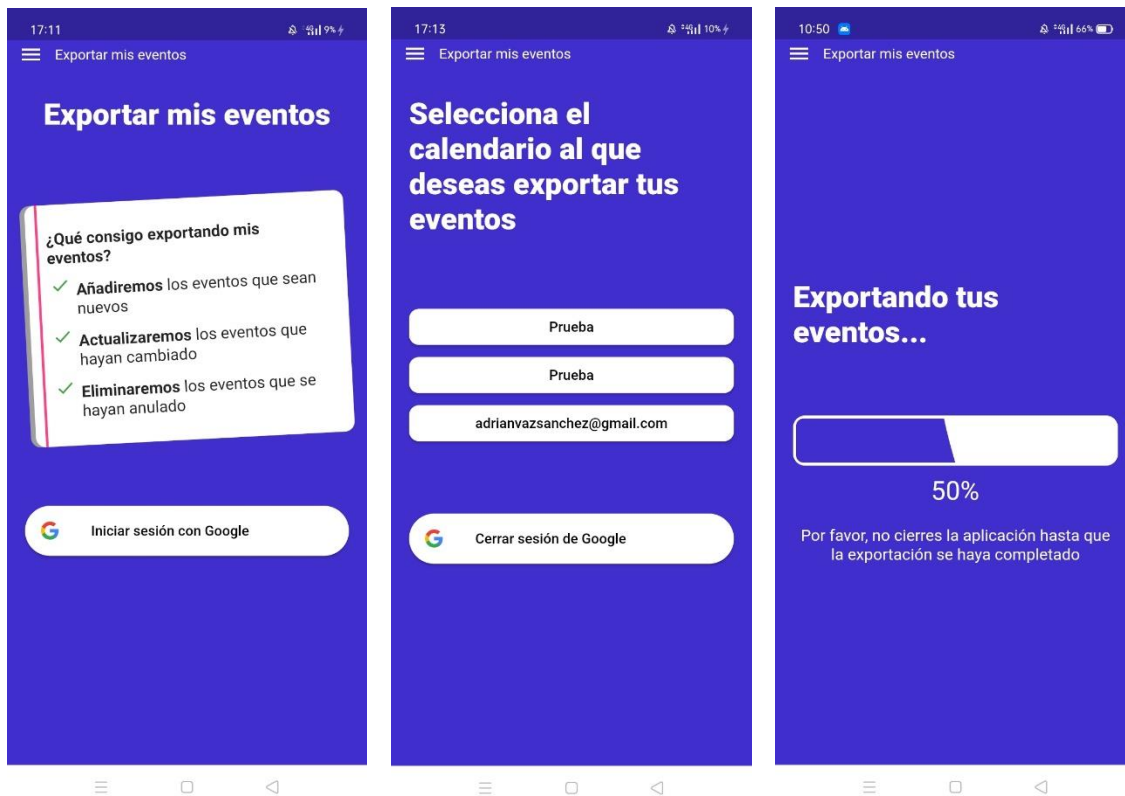 17:11
9%
Exportar mis eventos
Exportar mis eventos
¿Qué consigo exportando mis
eventos?
Añadiremos los eventos que sean
nuevos
Actualizaremos los eventos que
hayan cambiado
Eliminaremos los eventos que se
hayan anulado
Iniciar sesión con Google
17:13
10%
Exportar mis eventos
Selecciona el
calendario al que
deseas exportar tus
eventos
Prueba
Prueba
adrianvazsanchez@gmail.com
Cerrar sesión de Google
10:50
66%
Exportar mis eventos
Exportando tus
eventos...
50%
Por favor, no cierres la aplicación hasta que
la exportación se haya completado